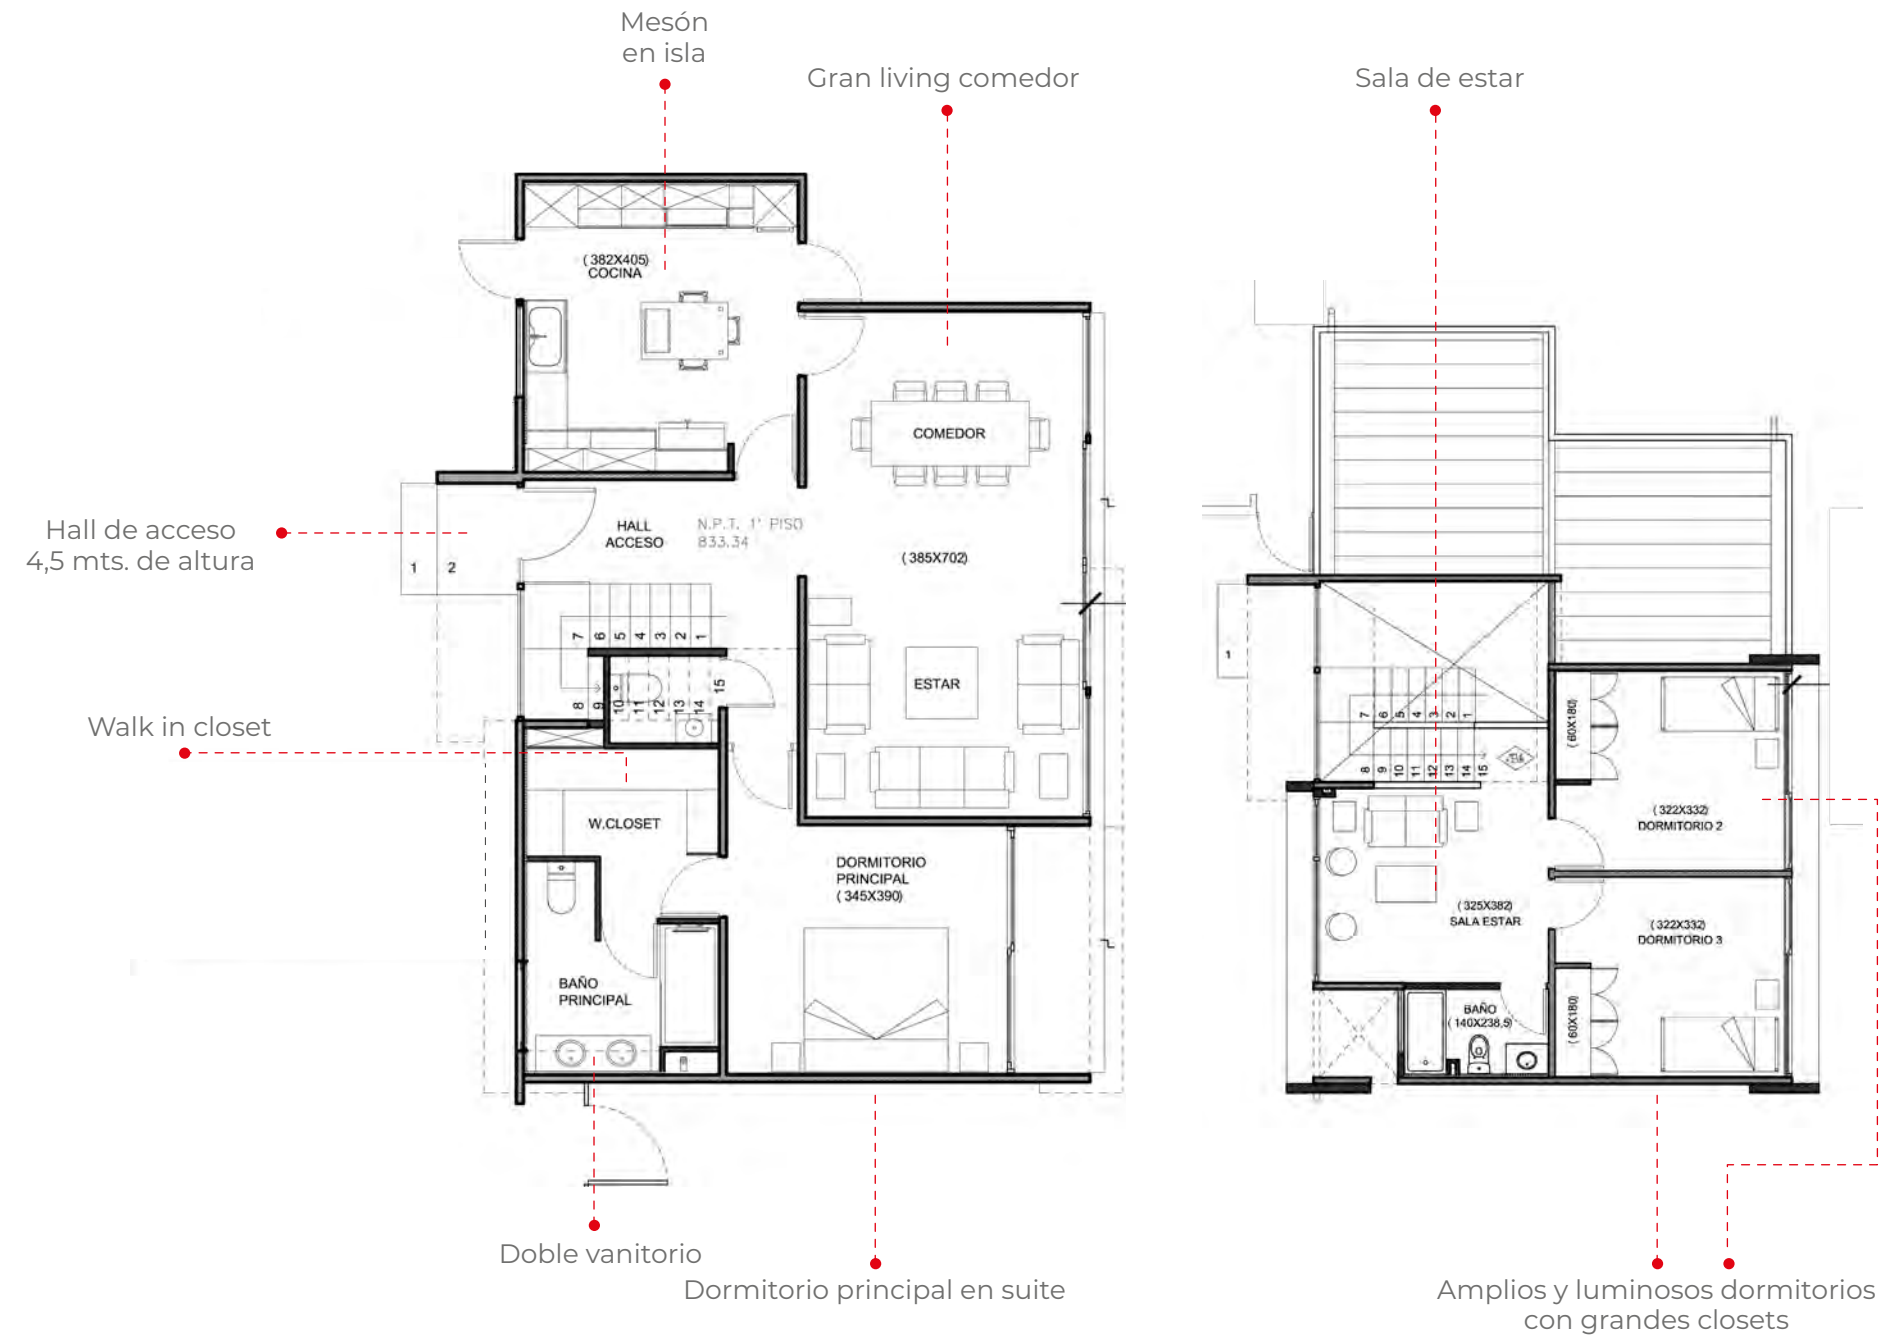 Mesón
en isla
Gran living comedor
Sala de estar
( 382X405)
COCINA
COMEDOR
Hall de acceso
4,5 mts. de altura
1
2
HALL
ACCESO
N.P.T. 1° PISO
833.34
( 385X702)
7 6 5 4 3 2 1
8 9 10 11 12 13 14 15
ESTAR
Walk in closet
W.CLOSET
DORMITORIO
PRINCIPAL
( 345X390)
BAÑO
PRINCIPAL
1
7 6 5 4 3 2 1
8 9 10 11 12 13 14 15
( 60X180)
( 322X332)
DORMITORIO 2
( 325X382)
SALA ESTAR
( 322X332)
DORMITORIO 3
( 60X180)
BAÑO
( 140X238,5)
Doble vanitorio
Dormitorio principal en suite
Amplios y luminosos dormitorios
con grandes closets